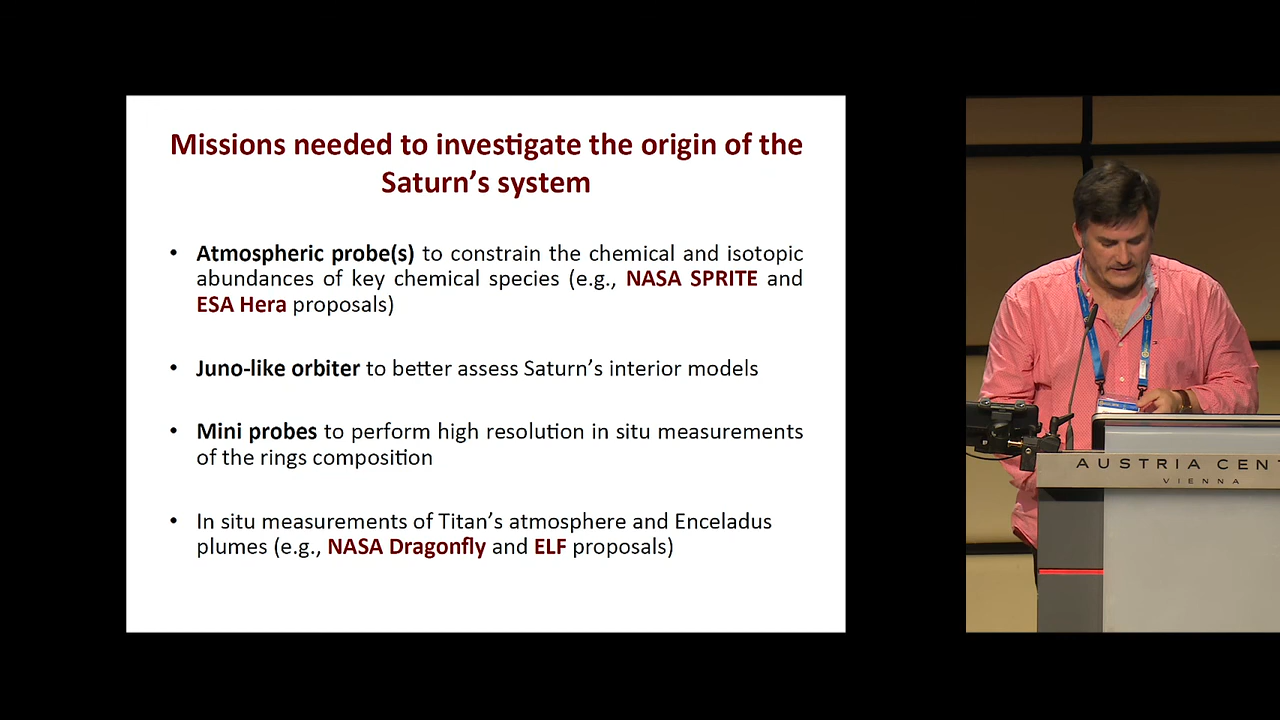 Missions needed to investigate the origin of the
Saturn's system
• Atmospheric probe(s) to constrain the chemical and isotopic
abundances of key chemical species (e.g., NASA SPRITE and
ESA Hera proposals)
• Juno-like orbiter to better assess Saturn's interior models
• Mini probes to perform high resolution in situ measurements
of the rings composition
• In situ measurements of Titan's atmosphere and Enceladus
plumes (e.g., NASA Dragonfly and ELF proposals)
AUSTRIA CENT
VIENNA